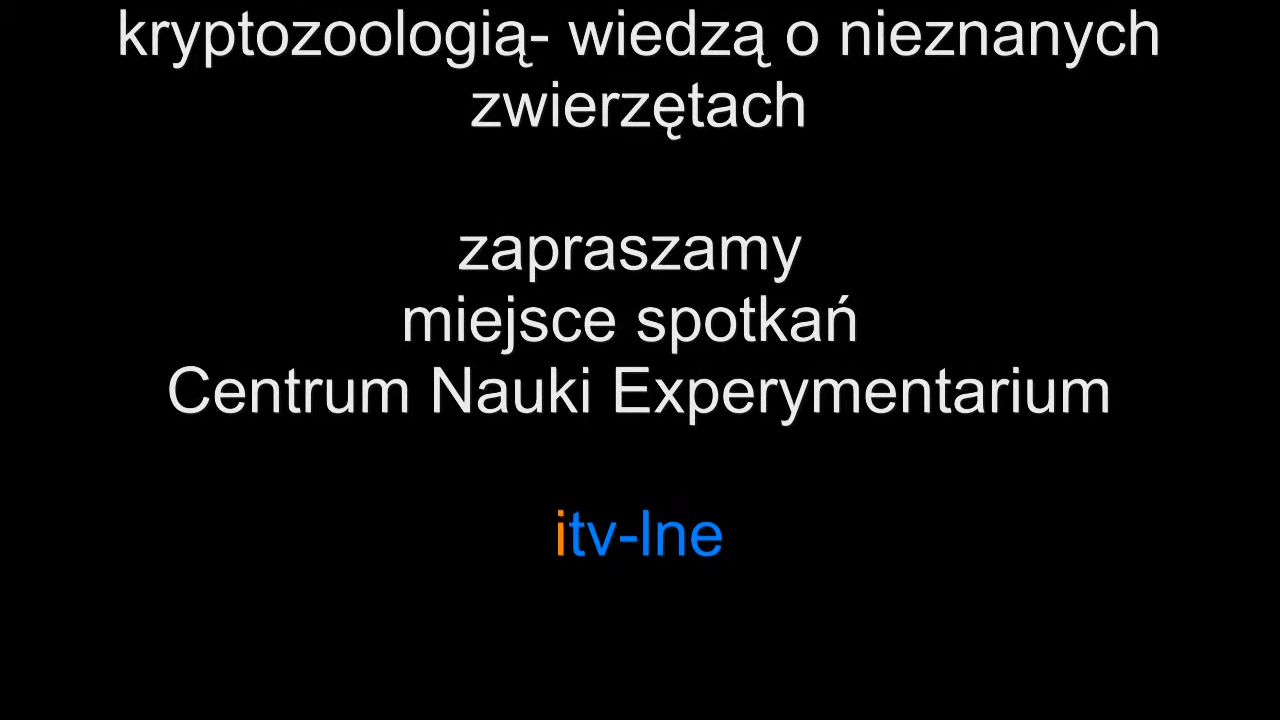 kryptozoologią- wiedzą o nieznanych
zwierzętach
zapraszamy
miejsce spotkań
Centrum Nauki Experymentarium
itv-lne